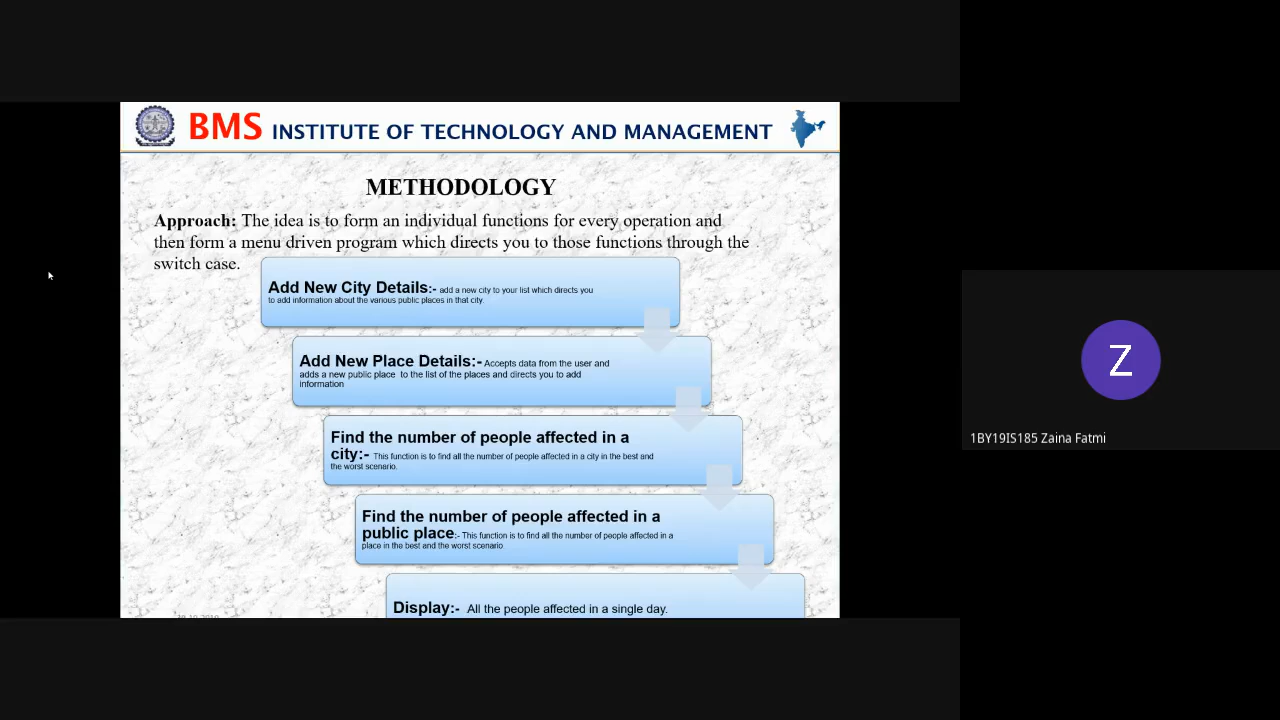 BMS INSTITUTE OF TECHNOLOGY AND MANAGEMENT
METHODOLOGY
Approach: The idea is to form an individual functions for every operation and
then form a menu driven program which directs you to those functions through the
switch case.
Add New City Details:- add a new city to your list which directs you
to add information about the various public places in that city.
Add New Place Details:- Accepts data from the user and
adds a new public place to the list of the places and directs you to add
information
Find the number of people affected in a
city:- This function is to find all the number of people affected in a city in the best and
the worst scenario.
Find the number of people affected in a
public place:- This function is to find all the number of people affected in a
place in the best and the worst scenario.
Display:- All the people affected in a single day.
Z
1BY19IS185 Zaina Fatmi